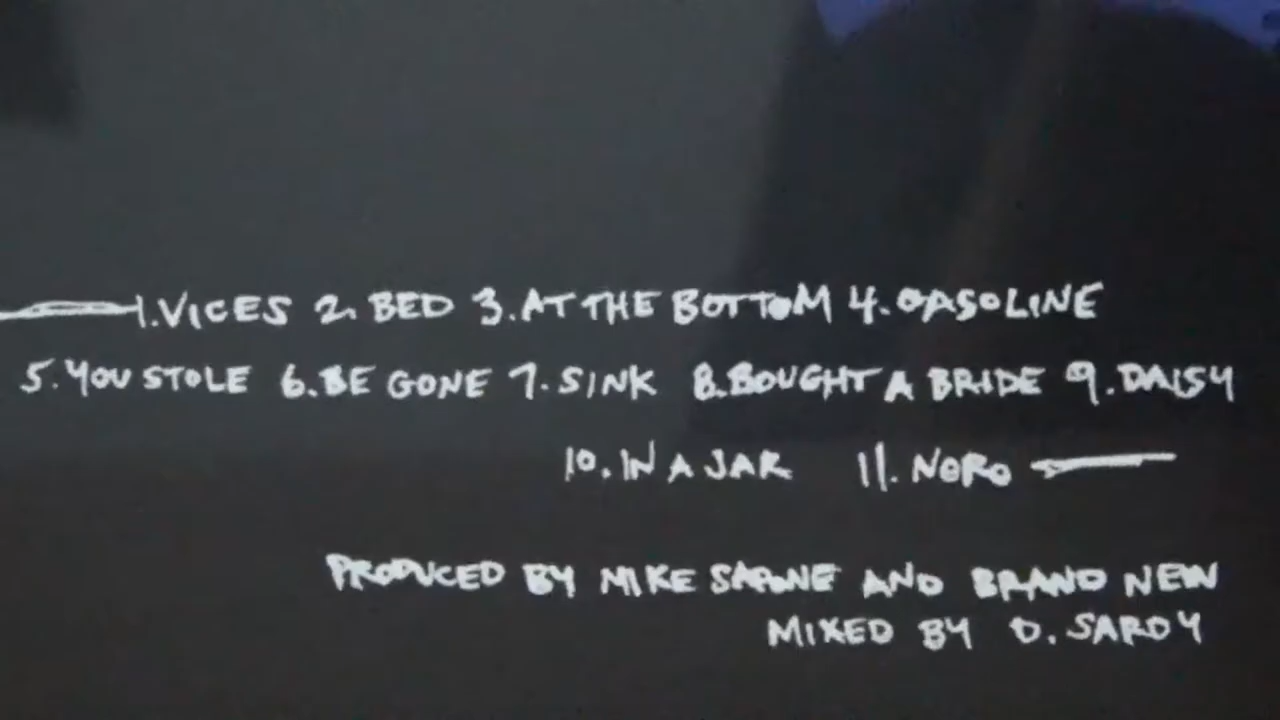 1. VICES 2. BED 3. AT THE BOTTOM 4. GASOLINE
5. YOU STOLE 6. BE GONE 7. SINK 8. BOUGHT A BRIDE 9. DAISY
10. IN A JAR 11. NORO
PRODUCED BY MIKE SAPONE AND BRAND NEW
MIXED BY D. SARDY